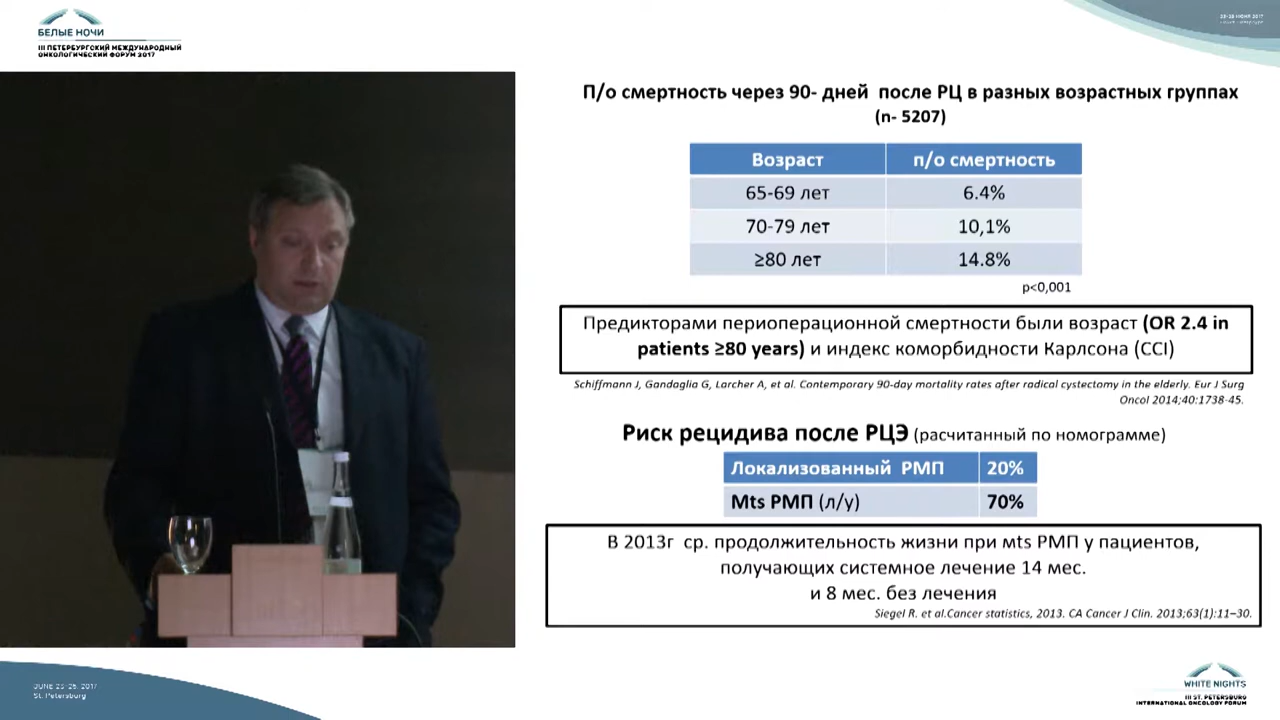 БЕЛЫЕ НОЧИ
III ПЕТЕРБУРГСКИЙ МЕЖДУНАРОДНЫЙ
ОНКОЛОГИЧЕСКИЙ ФОРУМ 2017
П/о смертность через 90- дней после РЦ в разных возрастных группах
(n- 5207)
Возраст п/о смертность
65-69 лет 6.4%
70-79 лет 10,1%
≥80 лет 14.8%
p<0,001
Предикторами периоперационной смертности были возраст (OR 2.4 in
patients ≥80 years) и индекс коморбидности Карлсона (CCI)
Schiffmann J, Gandaglia G, Larcher A, et al. Contemporary 90-day mortality rates after radical cystectomy in the elderly. Eur J Surg
Oncol 2014;40:1738-45.
Риск рецидива после РЦЭ (расчитанный по номограмме)
Локализованный РМП 20%
Mts РМП (л/у) 70%
В 2013г ср. продолжительность жизни при мts РМП у пациентов,
получающих системное лечение 14 мес.
и 8 мес. без лечения
Siegel R. et al.Cancer statistics, 2013. CA Cancer J Clin. 2013;63(1):11–30.
JUNE 23-25, 2017
St. Petersburg
WHITE NIGHTS
III ST. PETERSBURG
INTERNATIONAL ONCOLOGY FORUM